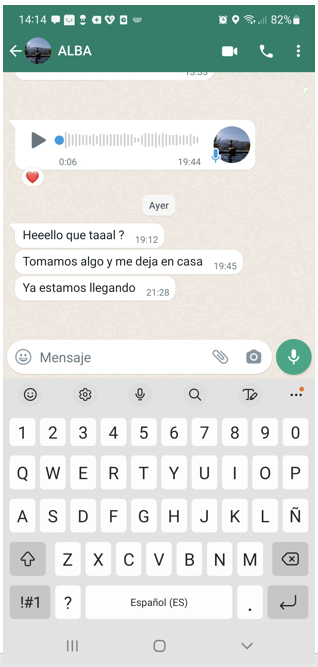 14:14
82%
ALBA
15:55
0:06
19:44
Ayer
Heeello que taaal ? 19:12
Tomamos algo y me deja en casa 19:45
Ya estamos llegando 21:28
Mensaje
1 2 3 4 5 6 7 8 9 0
Q W E R T Y U I O P
A S D F G H J K L Ñ
Z X C V B N M
!#1 ? Español (ES) .